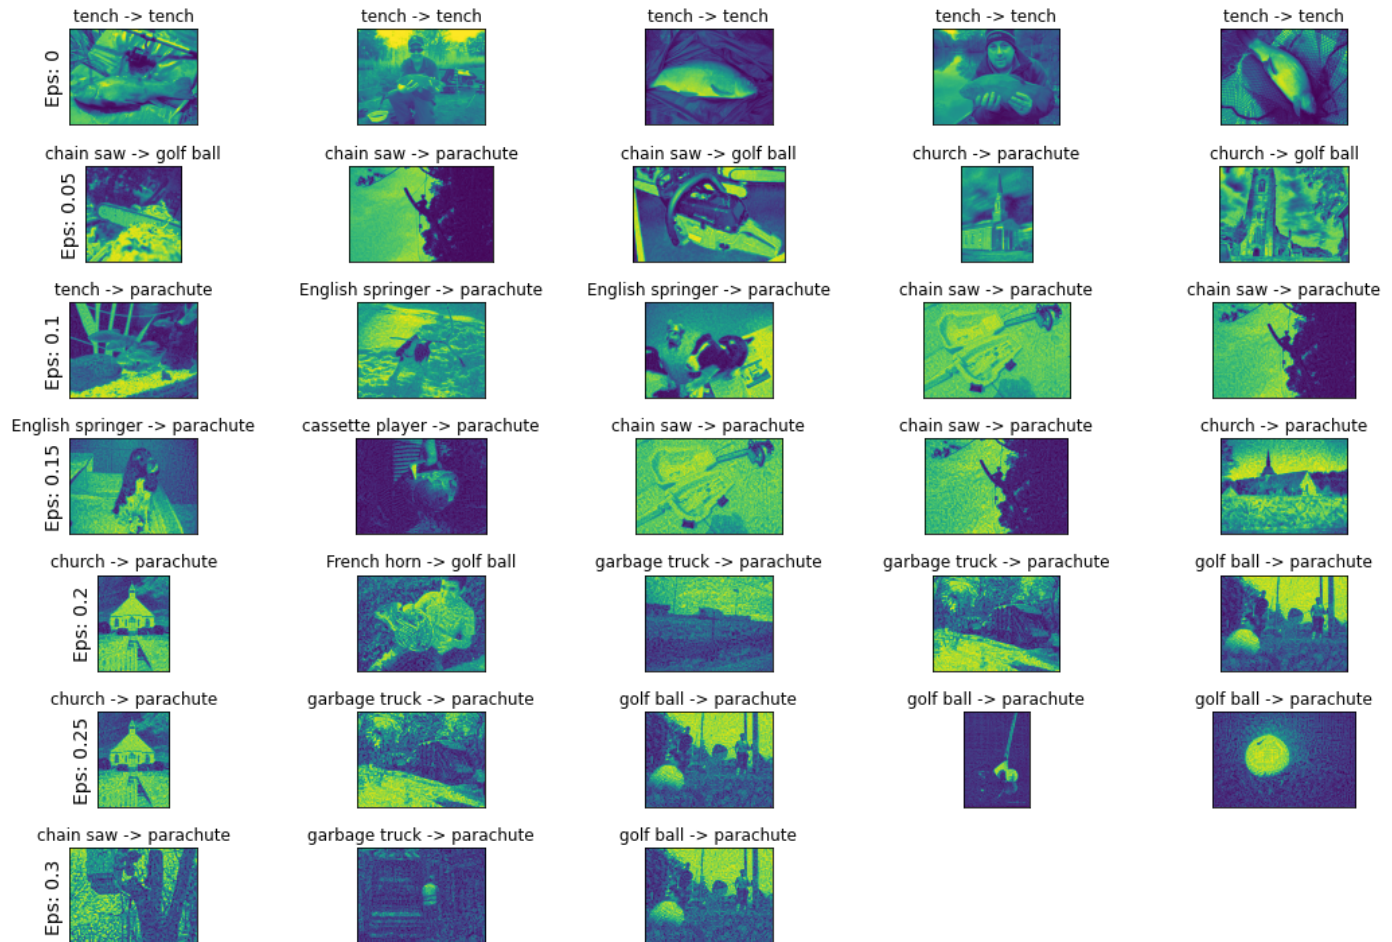 tench -> tench
tench -> tench
tench -> tench
tench -> tench
tench -> tench
Eps: 0
chain saw -> golf ball
chain saw -> parachute
chain saw -> golf ball
church -> parachute
church -> golf ball
Eps: 0.05
tench -> parachute
English springer -> parachute
English springer -> parachute
chain saw -> parachute
chain saw -> parachute
Eps: 0.1
English springer -> parachute
cassette player -> parachute
chain saw -> parachute
chain saw -> parachute
church -> parachute
Eps: 0.15
church -> parachute
French horn -> golf ball
garbage truck -> parachute
garbage truck -> parachute
golf ball -> parachute
Eps: 0.2
church -> parachute
garbage truck -> parachute
golf ball -> parachute
golf ball -> parachute
golf ball -> parachute
Eps: 0.25
chain saw -> parachute
garbage truck -> parachute
golf ball -> parachute
Eps: 0.3